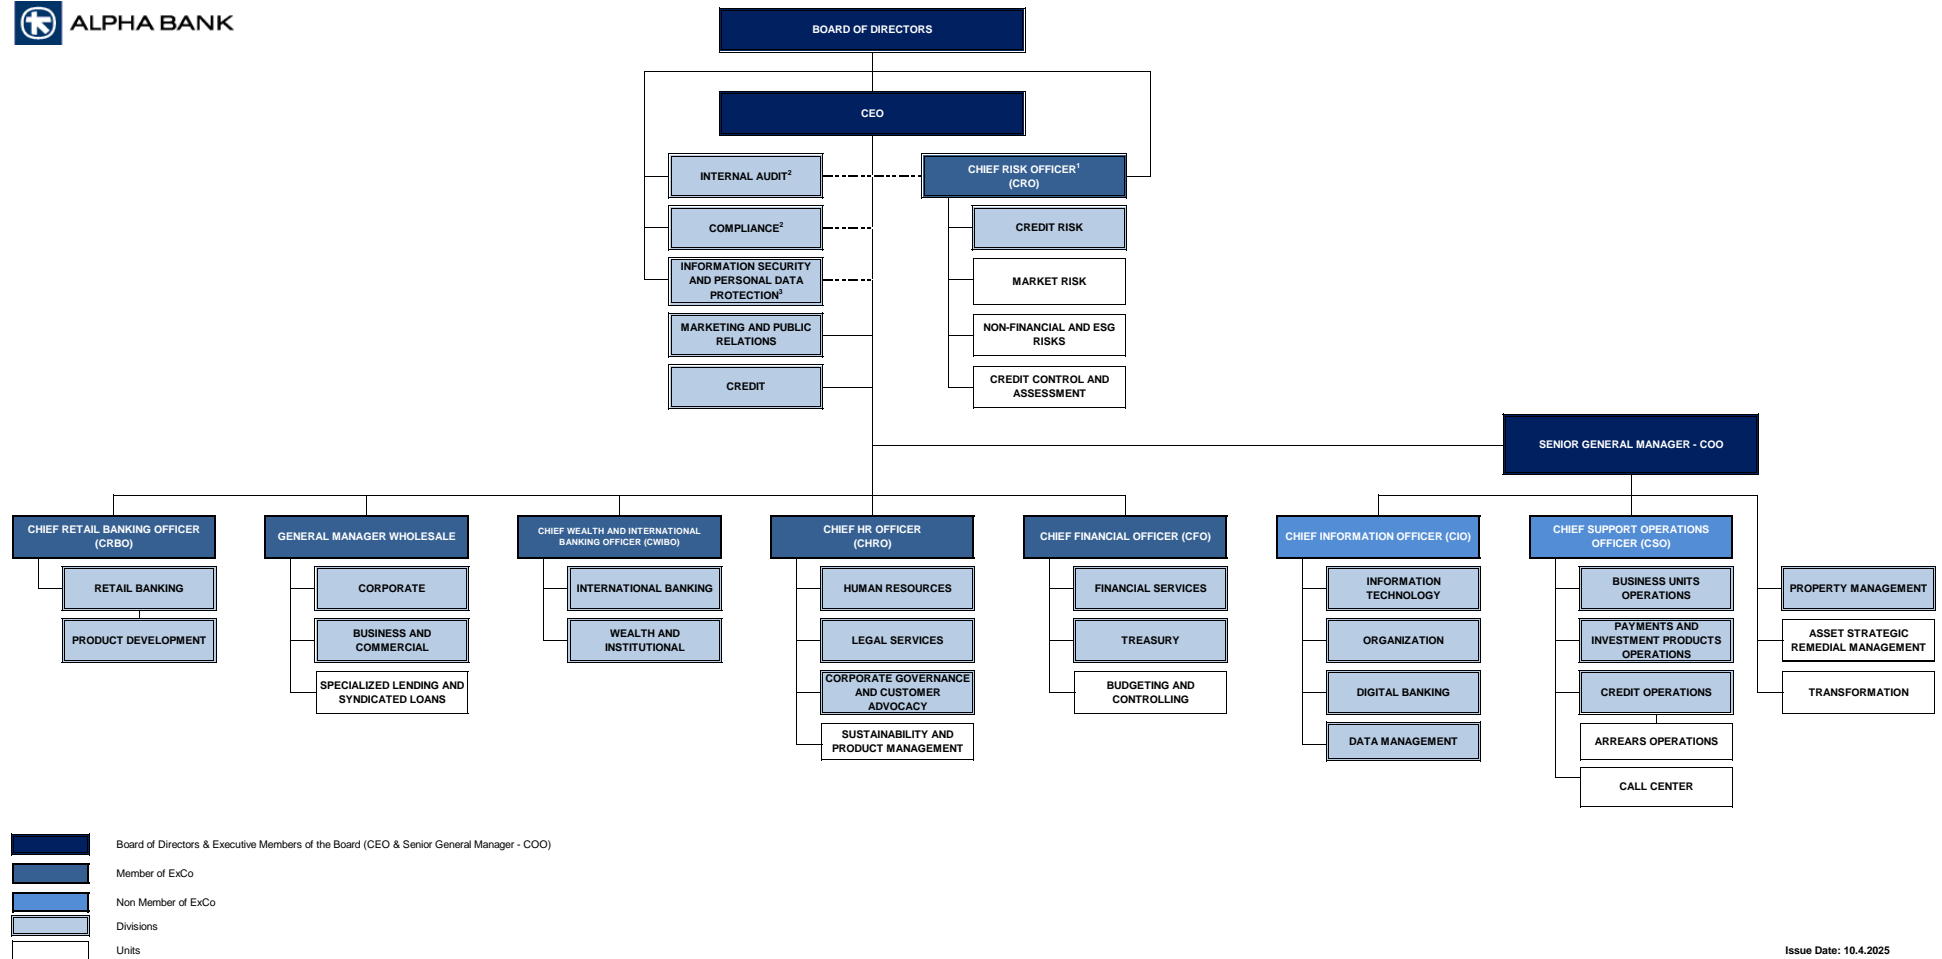 ALPHA BANK
BOARD OF DIRECTORS
CEO
INTERNAL AUDIT²
CHIEF RISK OFFICER¹
(CRO)
COMPLIANCE²
CREDIT RISK
INFORMATION SECURITY
AND PERSONAL DATA
PROTECTION³
MARKET RISK
MARKETING AND PUBLIC
RELATIONS
NON-FINANCIAL AND ESG
RISKS
CREDIT
CREDIT CONTROL AND
ASSESSMENT
SENIOR GENERAL MANAGER - COO
CHIEF RETAIL BANKING OFFICER
(CRBO)
GENERAL MANAGER WHOLESALE
CHIEF WEALTH AND INTERNATIONAL
BANKING OFFICER (CWIBO)
CHIEF HR OFFICER
(CHRO)
CHIEF FINANCIAL OFFICER (CFO)
CHIEF INFORMATION OFFICER (CIO)
CHIEF SUPPORT OPERATIONS
OFFICER (CSO)
RETAIL BANKING
CORPORATE
INTERNATIONAL BANKING
HUMAN RESOURCES
FINANCIAL SERVICES
INFORMATION
TECHNOLOGY
BUSINESS UNITS
OPERATIONS
PROPERTY MANAGEMENT
PRODUCT DEVELOPMENT
BUSINESS AND
COMMERCIAL
WEALTH AND
INSTITUTIONAL
LEGAL SERVICES
TREASURY
ORGANIZATION
PAYMENTS AND
INVESTMENT PRODUCTS
OPERATIONS
ASSET STRATEGIC
REMEDIAL MANAGEMENT
SPECIALIZED LENDING AND
SYNDICATED LOANS
CORPORATE GOVERNANCE
AND CUSTOMER
ADVOCACY
BUDGETING AND
CONTROLLING
DIGITAL BANKING
CREDIT OPERATIONS
TRANSFORMATION
SUSTAINABILITY AND
PRODUCT MANAGEMENT
DATA MANAGEMENT
ARREARS OPERATIONS
CALL CENTER
Board of Directors & Executive Members of the Board (CEO & Senior General Manager - COO)
Member of ExCo
Non Member of ExCo
Divisions
Units
Issue Date: 10.4.2025